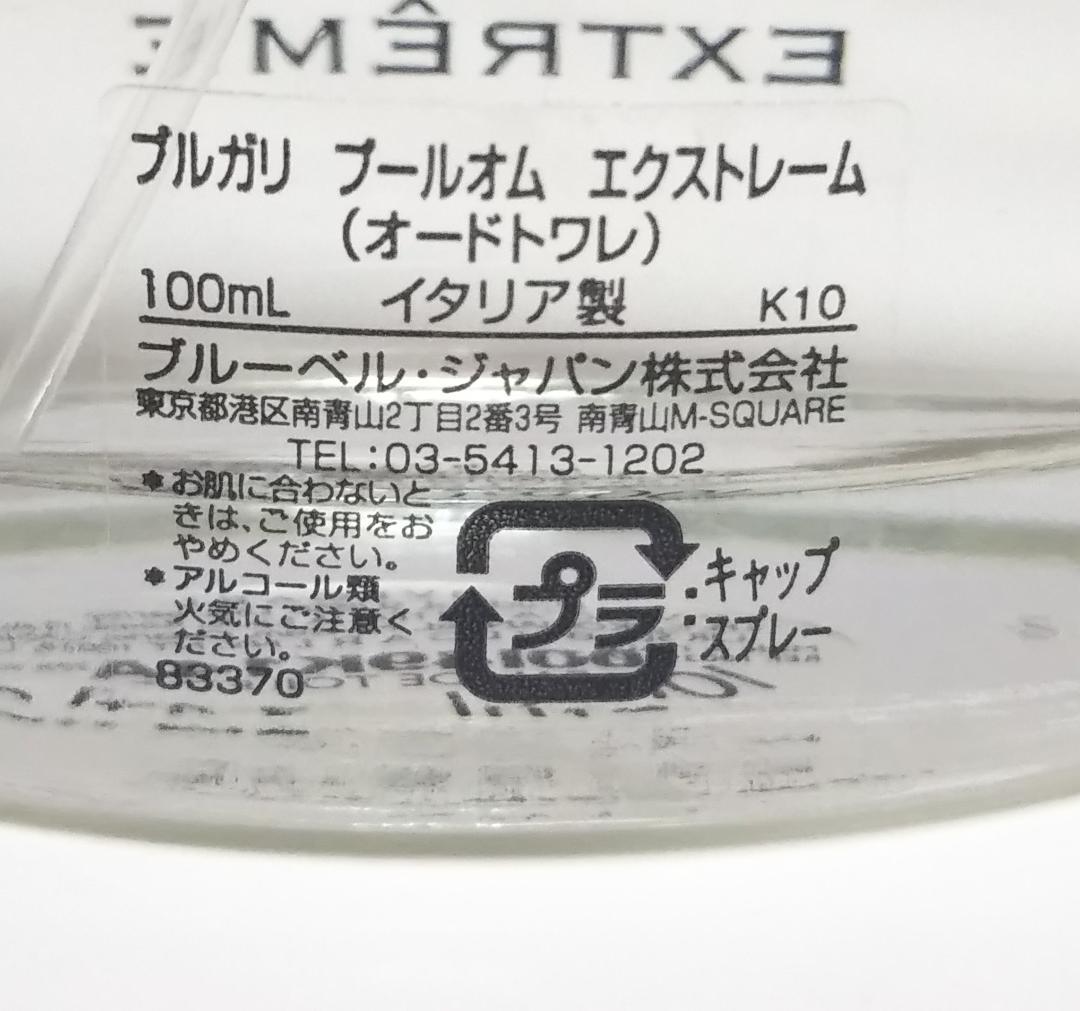 EXTRÊME
ブルガリ プールオム エクストレーム
(オードトワレ)
100mL イタリア製 K10
ブルーベル・ジャパン株式会社
東京都港区南青山2丁目2番3号 南青山M-SQUARE
TEL:03-5413-1202
*お肌に合わないと
きは、ご使用をお
やめください。
*アルコール類
火気にご注意く
ださい。
83370
プラ
・キャップ
・スプレー